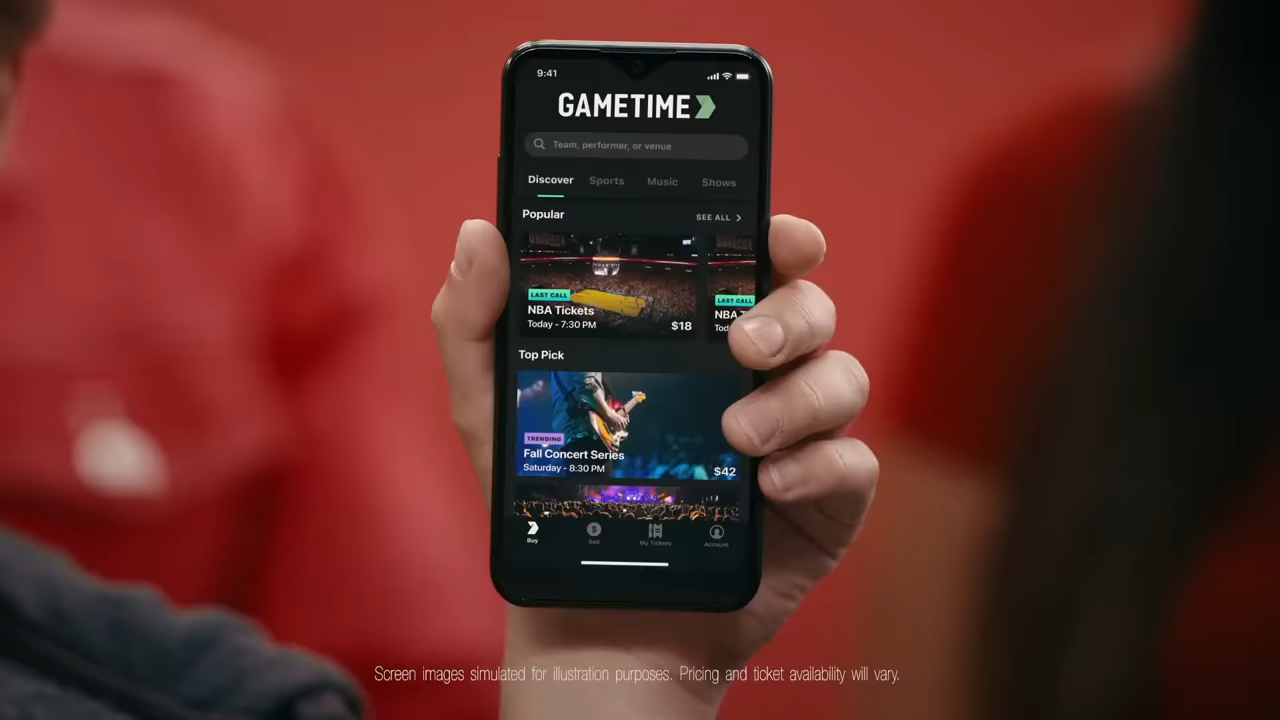 9:41
GAMETIME
Team, performer, or venue
Discover Sports Music Shows
Popular SEE ALL
LAST CALL
NBA Tickets
Today - 7:30 PM $18
LAST CALL
Top Pick
TRENDING
Fall Concert Series
Saturday - 8:30 PM $42
Buy Sell My Tickets Account
Screen images simulated for illustration purposes. Pricing and ticket availability will vary.